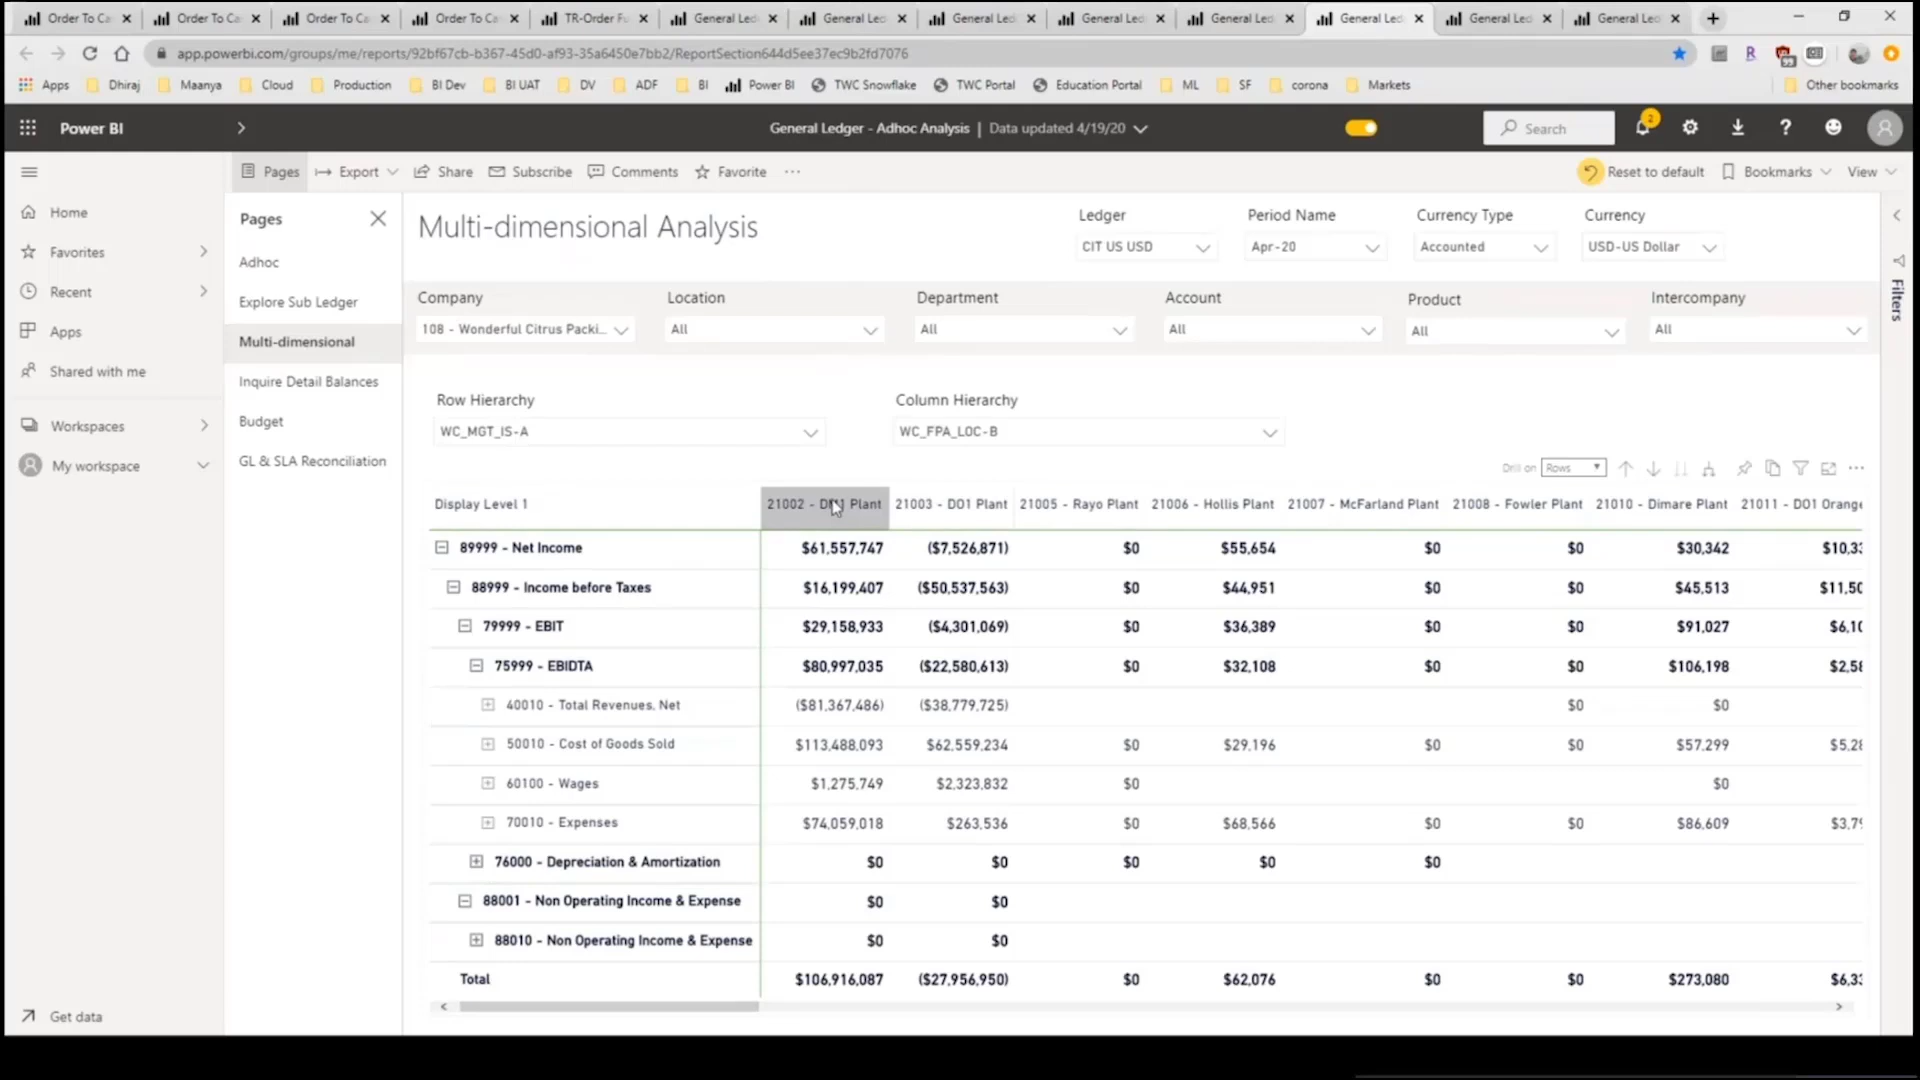 Order To Ca Order To Ca Order To Ca Order To Ca TR-Order Fu General Led General Led General Led General Led General Led General Led General Led General Led
app.powerbi.com/groups/me/reports/92bf67cb-b367-45d0-af93-35a6450e7bb2/ReportSection644d5ee37ec9b2fd7076
Apps Dhiraj Maanya Cloud Production BI Dev BI UAT DV ADF BI Power BI TWC Snowflake TWC Portal Education Portal ML SF corona Markets Other bookmarks
Power BI General Ledger - Adhoc Analysis | Data updated 4/19/20 Search 2
Pages Export Share Subscribe Comments Favorite Reset to default Bookmarks View
Home
Favorites
Recent
Apps
Shared with me
Workspaces
My workspace
Get data
Pages
Adhoc
Explore Sub Ledger
Multi-dimensional
Inquire Detail Balances
Budget
GL & SLA Reconciliation
Multi-dimensional Analysis
Ledger Period Name Currency Type Currency
CIT US USD Apr-20 Accounted USD-US Dollar
Company Location Department Account Product Intercompany
108 - Wonderful Citrus Packi... All All All All All
Filters
Row Hierarchy Column Hierarchy
WC_MGT_IS-A WC_FPA_LOC-B
Drill on Rows
Display Level 1 21002 - Plant 21003 - DO1 Plant 21005 - Rayo Plant 21006 - Hollis Plant 21007 - McFarland Plant 21008 - Fowler Plant 21010 - Dimare Plant 21011 - DO1 Orange
89999 - Net Income $61,557,747 ($7,526,871) $0 $55,654 $0 $0 $30,342 $10,33
88999 - Income before Taxes $16,199,407 ($50,537,563) $0 $44,951 $0 $0 $45,513 $11,50
79999 - EBIT $29,158,933 ($4,301,069) $0 $36,389 $0 $0 $91,027 $6,10
75999 - EBIDTA $80,997,035 ($22,580,613) $0 $32,108 $0 $0 $106,198 $2,58
40010 - Total Revenues, Net ($81,367,486) ($38,779,725) $0 $0
50010 - Cost of Goods Sold $113,488,093 $62,559,234 $0 $29,196 $0 $0 $57,299 $5,28
60100 - Wages $1,275,749 $2,323,832 $0 $0
70010 - Expenses $74,059,018 $263,536 $0 $68,566 $0 $0 $86,609 $3,79
76000 - Depreciation & Amortization $0 $0 $0 $0 $0
88001 - Non Operating Income & Expense $0 $0
88010 - Non Operating Income & Expense $0 $0
Total $106,916,087 ($27,956,950) $0 $62,076 $0 $0 $273,080 $6,33